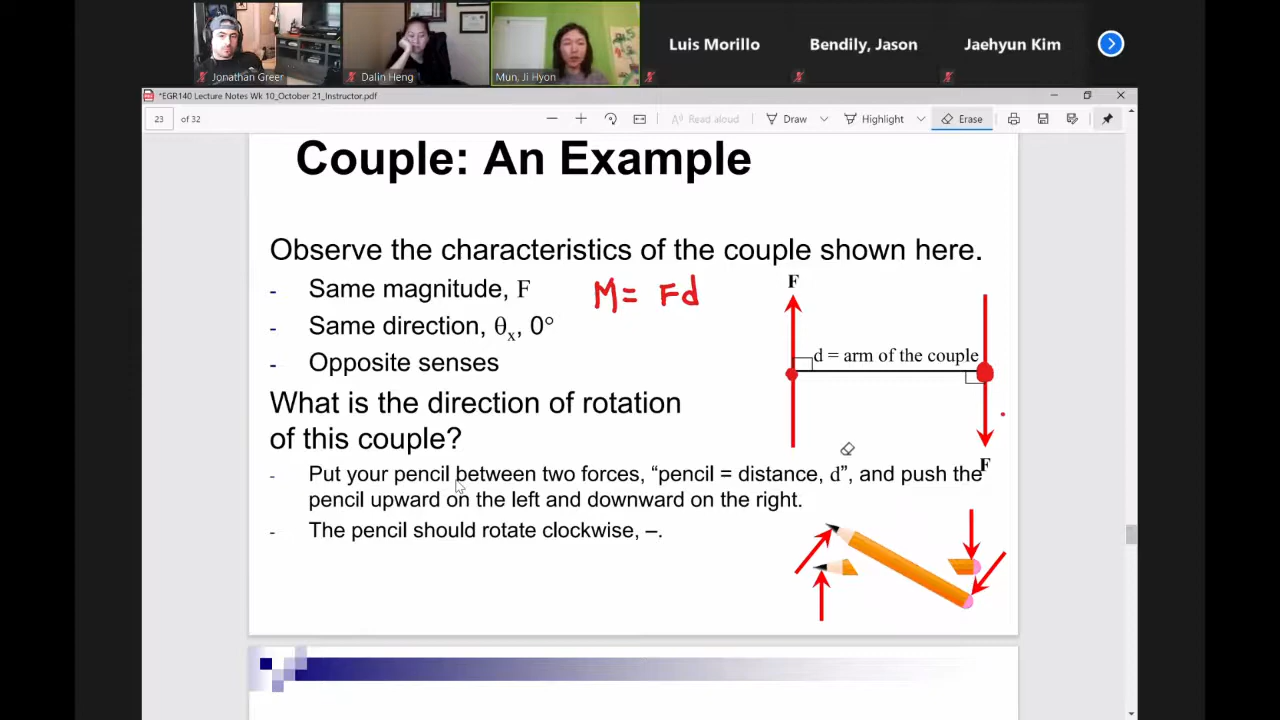 Jonathan Greer
Dalin Heng
Mun, Ji Hyon
Luis Morillo
Bendily, Jason
Jaehyun Kim
*EGR140 Lecture Notes Wk 10_October 21_Instructor.pdf
23 of 32
Read aloud
Draw
Highlight
Erase
Couple: An Example
Observe the characteristics of the couple shown here.
- Same magnitude, F
M = Fd
- Same direction, θx, 0°
- Opposite senses
What is the direction of rotation
of this couple?
- Put your pencil between two forces, “pencil = distance, d”, and push the
pencil upward on the left and downward on the right.
- The pencil should rotate clockwise, –.
F
d = arm of the couple
F